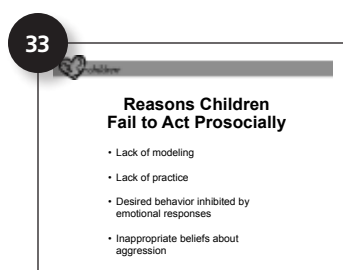 33
children
Reasons Children
Fail to Act Prosocially
• Lack of modeling
• Lack of practice
• Desired behavior inhibited by
emotional responses
• Inappropriate beliefs about
aggression